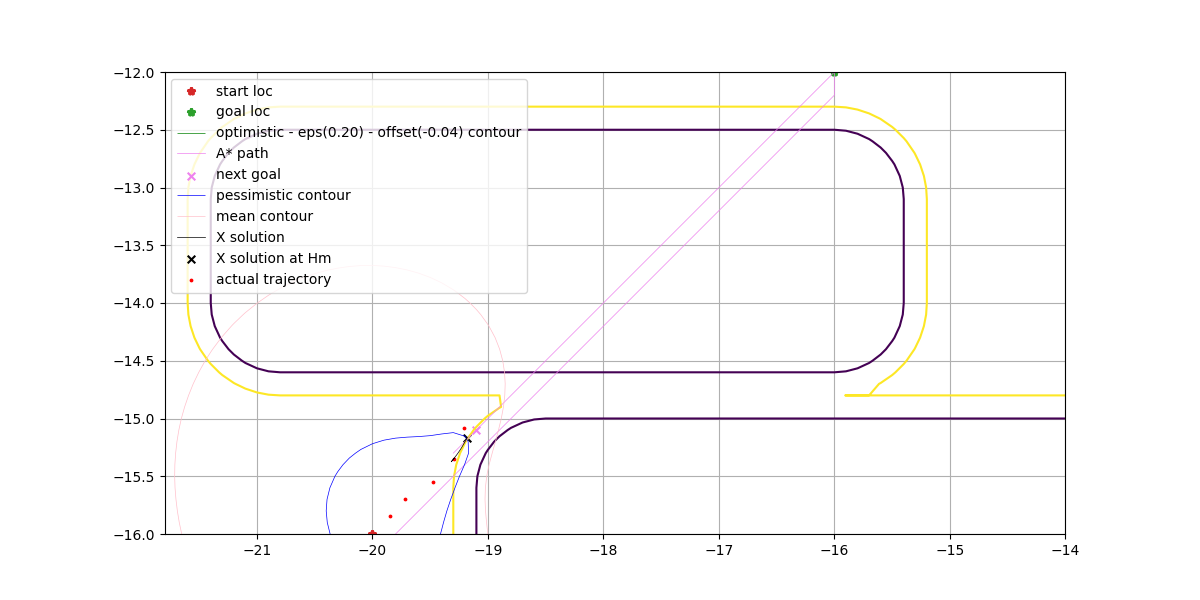 −12.0
−12.5
−13.0
−13.5
−14.0
−14.5
−15.0
−15.5
−16.0
start loc
goal loc
optimistic - eps(0.20) - offset(-0.04) contour
A* path
next goal
pessimistic contour
mean contour
X solution
X solution at Hm
actual trajectory
−21
−20
−19
−18
−17
−16
−15
−14